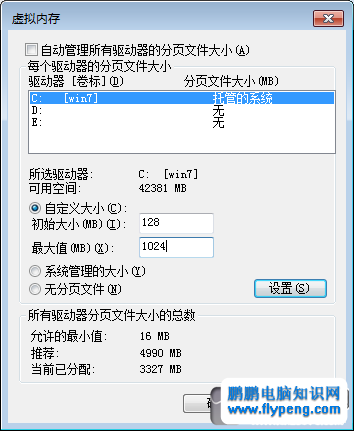 虚拟内存
自动管理所有驱动器的分页文件大小(A)
每个驱动器的分页文件大小
驱动器 [卷标](D) 分页文件大小(MB)
C: [win7] 托管的系统
D: 无
E: 无
所选驱动器: C: [win7]
可用空间: 42381 MB
自定义大小(C):
初始大小(MB)(I): 128
最大值(MB)(X): 1024
系统管理的大小(Y)
无分页文件(N) 设置(S)
所有驱动器分页文件大小的总数
允许的最小值: 16 MB
推荐: 4990 MB
当前已分配: 3327 MB
鹏鹏电脑知识网
www.flypeng.com